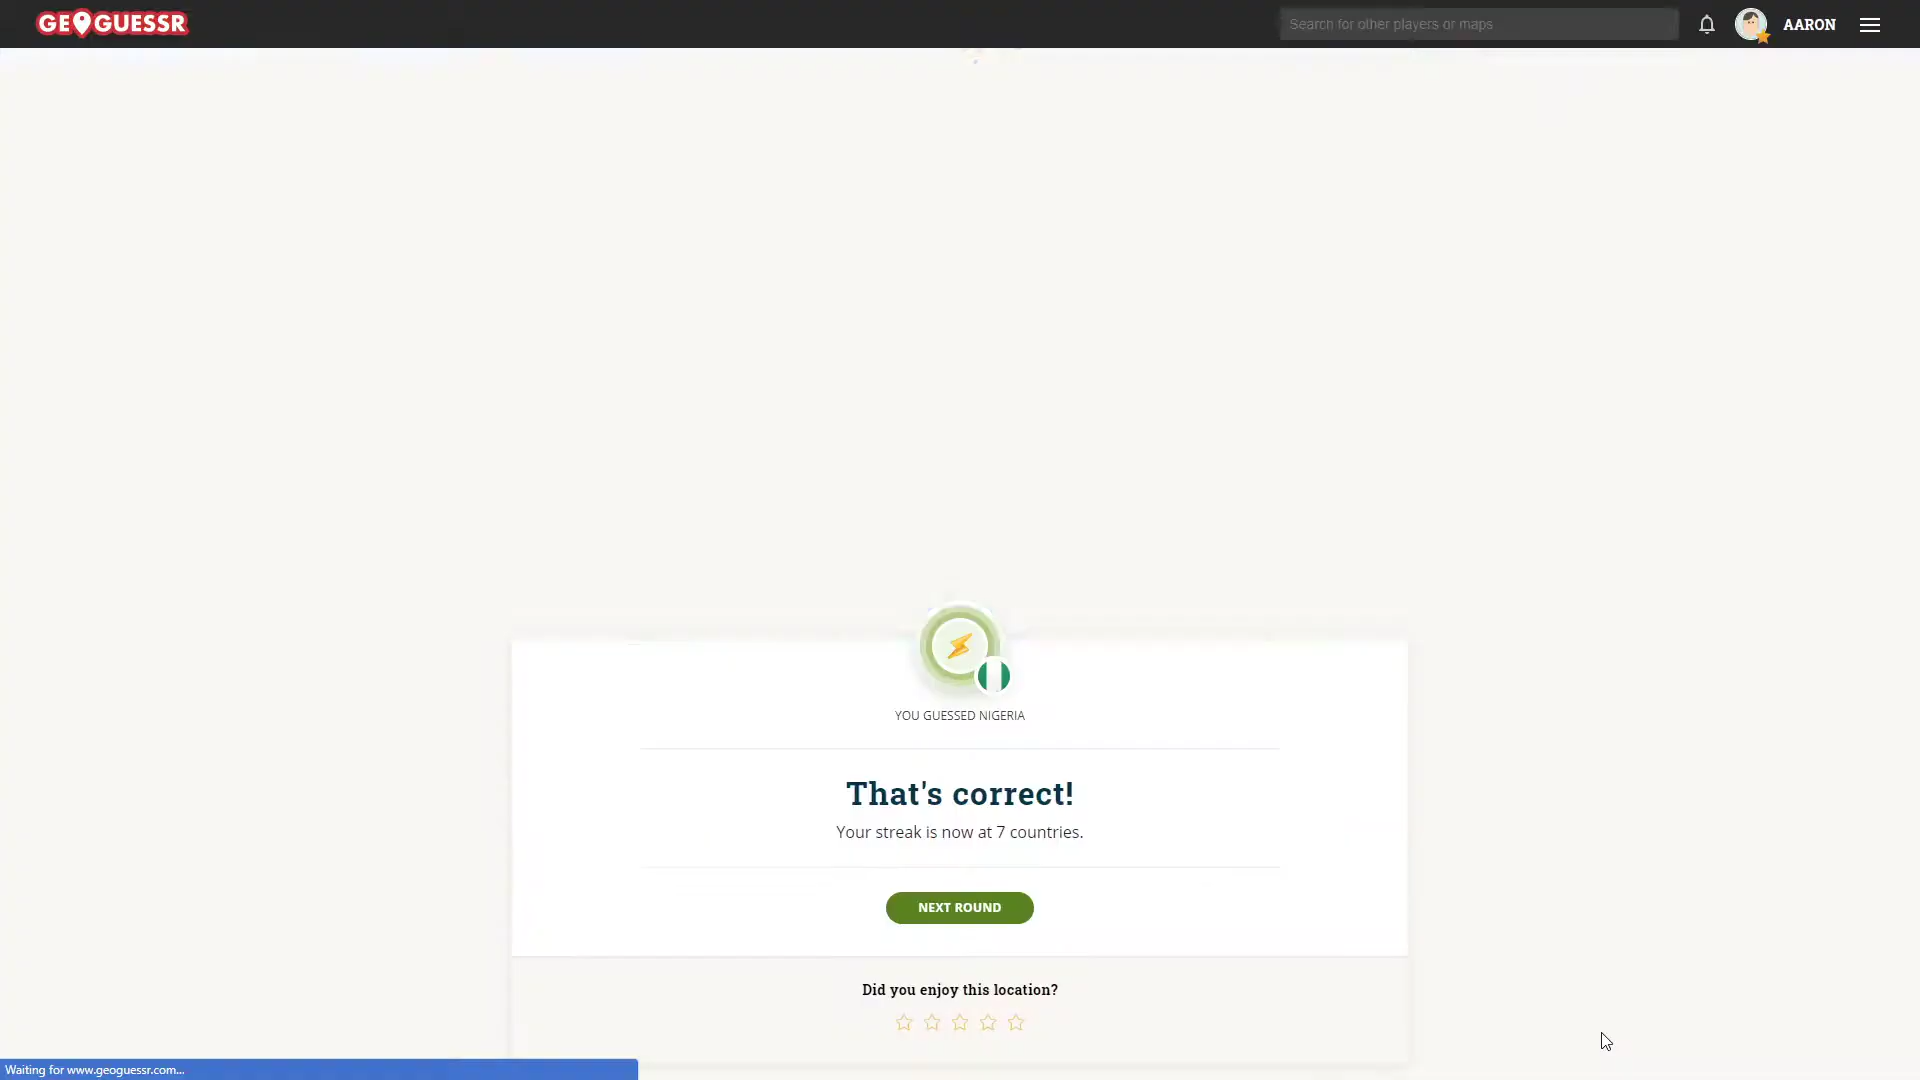 GEOGUESSR
Search for other players or maps
AARON
YOU GUESSED NIGERIA
That's correct!
Your streak is now at 7 countries.
NEXT ROUND
Did you enjoy this location?
Waiting for www.geoguessr.com...